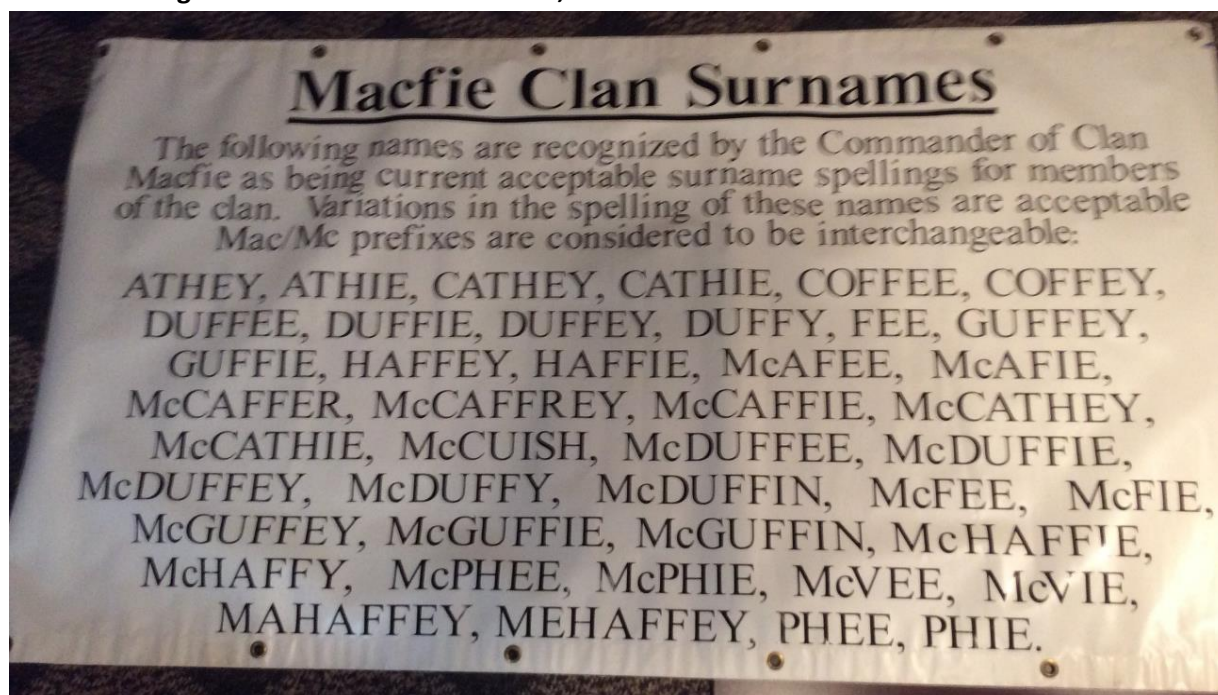 Macfie Clan Surnames
The following names are recognized by the Commander of Clan
Macfie as being current acceptable surname spellings for members
of the clan. Variations in the spelling of these names are acceptable
Mac/Mc prefixes are considered to be interchangeable:
ATHEY, ATHIE, CATHEY, CATHIE, COFFEE, COFFEY,
DUFFEE, DUFFIE, DUFFEY, DUFFY, FEE, GUFFEY,
GUFFIE, HAFFEY, HAFFIE, McAFEE, McAFIE,
McCAFFER, McCAFFREY, McCAFFIE, McCATHEY,
McCATHIE, McCUISH, McDUFFEE, McDUFFIE,
McDUFFEY, McDUFFY, McDUFFIN, McFEE, McFIE,
McGUFFEY, McGUFFIE, McGUFFIN, McHAFFIE,
McHAFFY, McPHEE, McPHIE, McVEE, McVIE,
MAHAFFEY, MEHAFFEY, PHEE, PHIE.